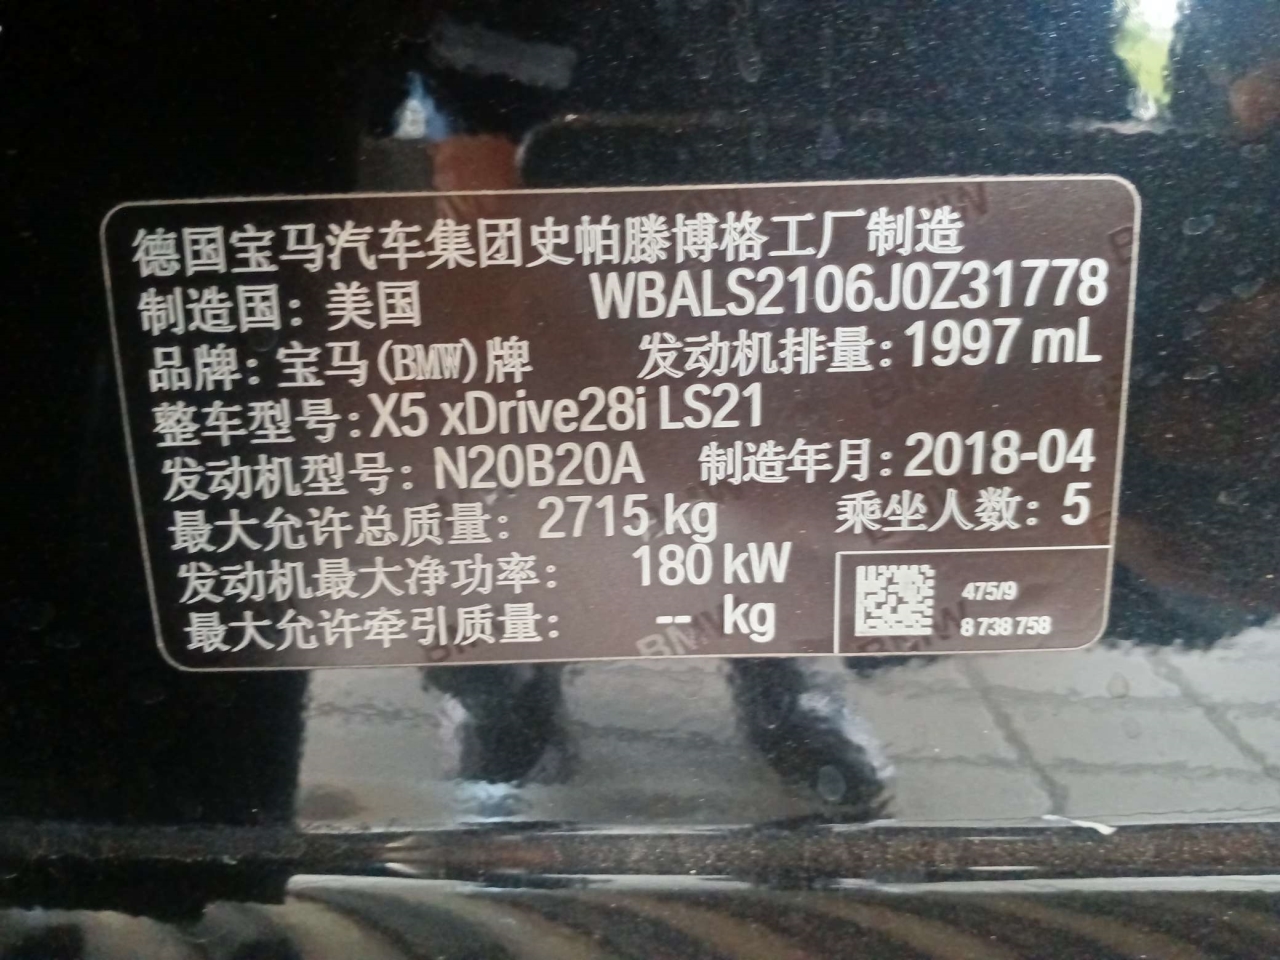 德国宝马汽车集团史帕滕博格工厂制造
制造国：美国 WBALS2106J0Z31778
品牌：宝马(BMW)牌 发动机排量：1997 mL
整车型号：X5 xDrive28i LS21
发动机型号：N20B20A 制造年月：2018-04
最大允许总质量：2715 kg 乘坐人数：5
发动机最大净功率：180 kW
最大允许牵引质量：-- kg
475/9
8 738 758